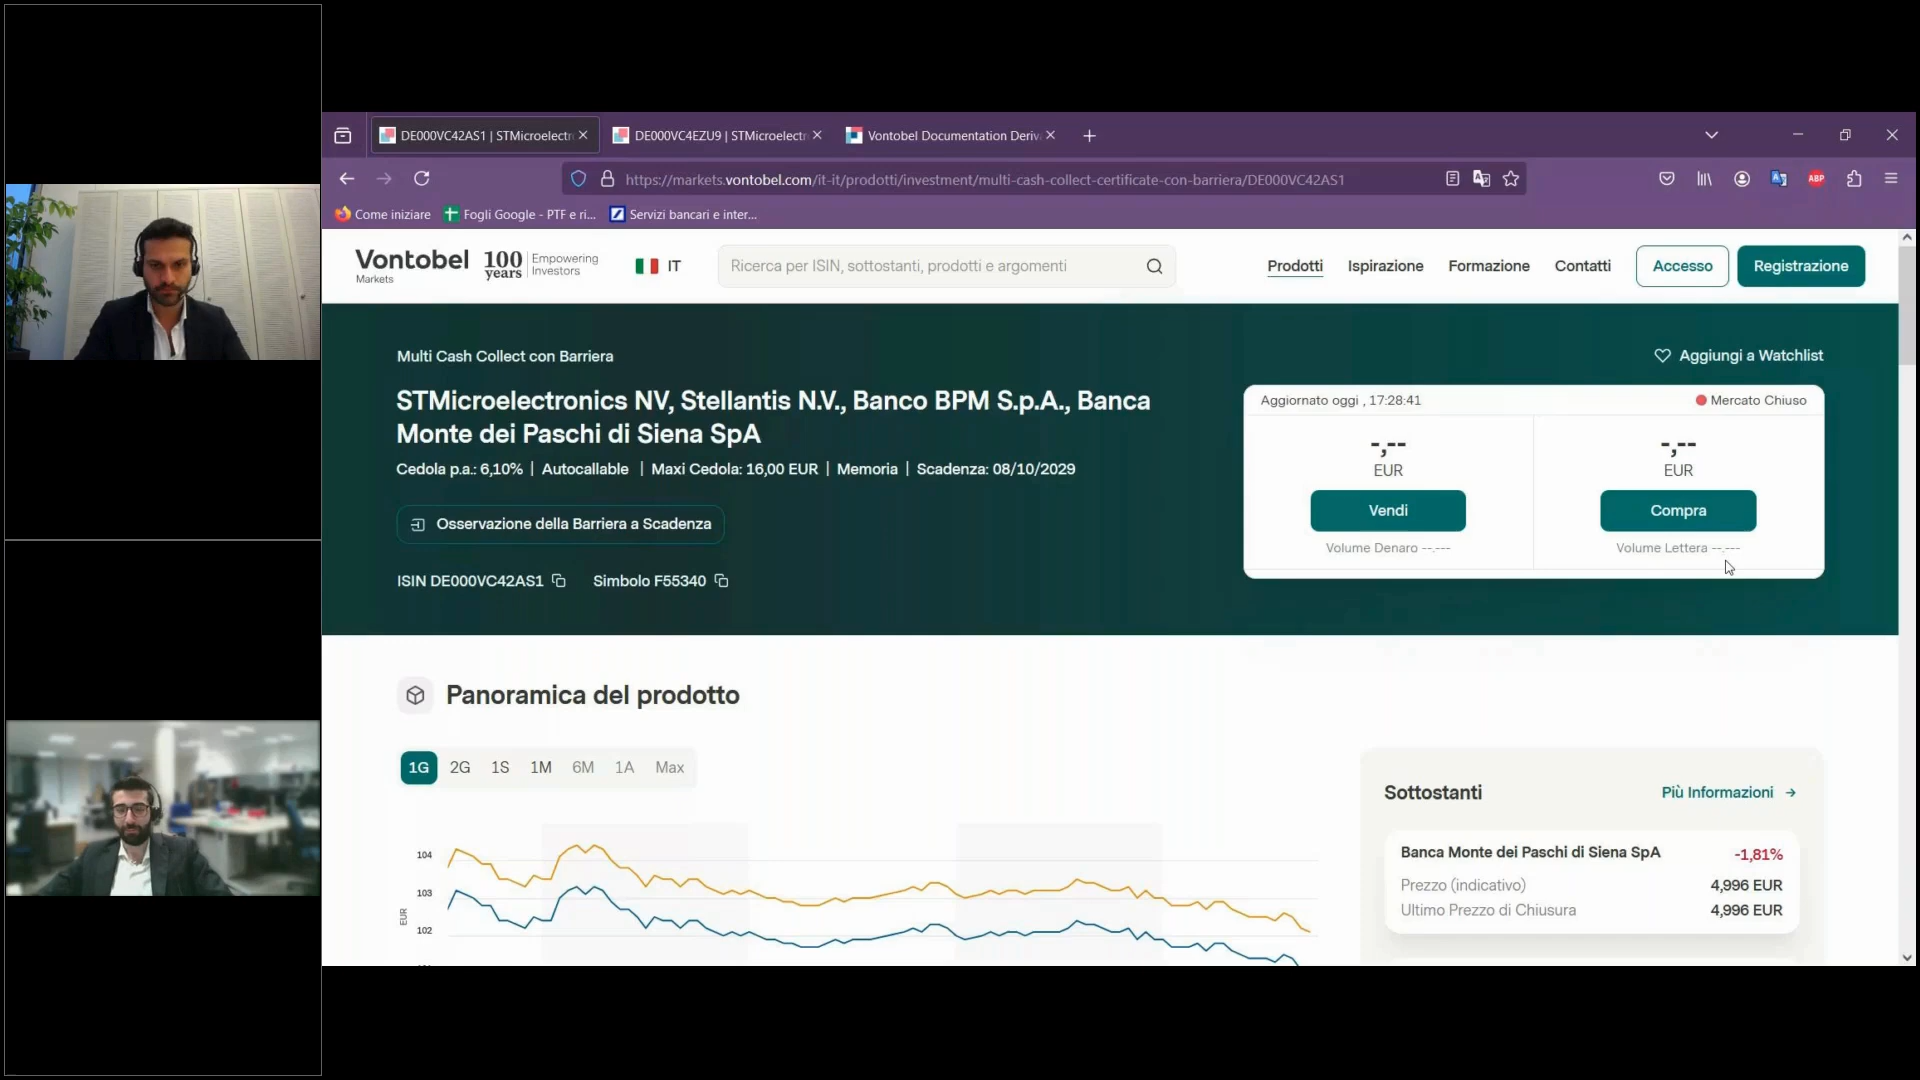 DE000VC42AS1 | STMicroelectr
DE000VC4EZU9 | STMicroelectr
Vontobel Documentation Deriv
https://markets.vontobel.com/it-it/prodotti/investment/multi-cash-collect-certificate-con-barriera/DE000VC42AS1
ABP
Come iniziare
Fogli Google - PTF e ri...
Servizi bancari e inter...
Vontobel
Markets
100 years
Empowering
Investors
IT
Ricerca per ISIN, sottostanti, prodotti e argomenti
Prodotti
Ispirazione
Formazione
Contatti
Accesso
Registrazione
Multi Cash Collect con Barriera
Aggiungi a Watchlist
STMicroelectronics NV, Stellantis N.V., Banco BPM S.p.A., Banca
Monte dei Paschi di Siena SpA
Cedola p.a.: 6,10% | Autocallable | Maxi Cedola: 16,00 EUR | Memoria | Scadenza: 08/10/2029
Osservazione della Barriera a Scadenza
ISIN DE000VC42AS1
Simbolo F55340
Aggiornato oggi , 17:28:41
Mercato Chiuso
-,--
EUR
Vendi
Volume Denaro --.---
-,--
EUR
Compra
Volume Lettera --.---
Panoramica del prodotto
1G 2G 1S 1M 6M 1A Max
104
103
102
EUR
Sottostanti
Più Informazioni
Banca Monte dei Paschi di Siena SpA
-1,81%
Prezzo (indicativo)
4,996 EUR
Ultimo Prezzo di Chiusura
4,996 EUR